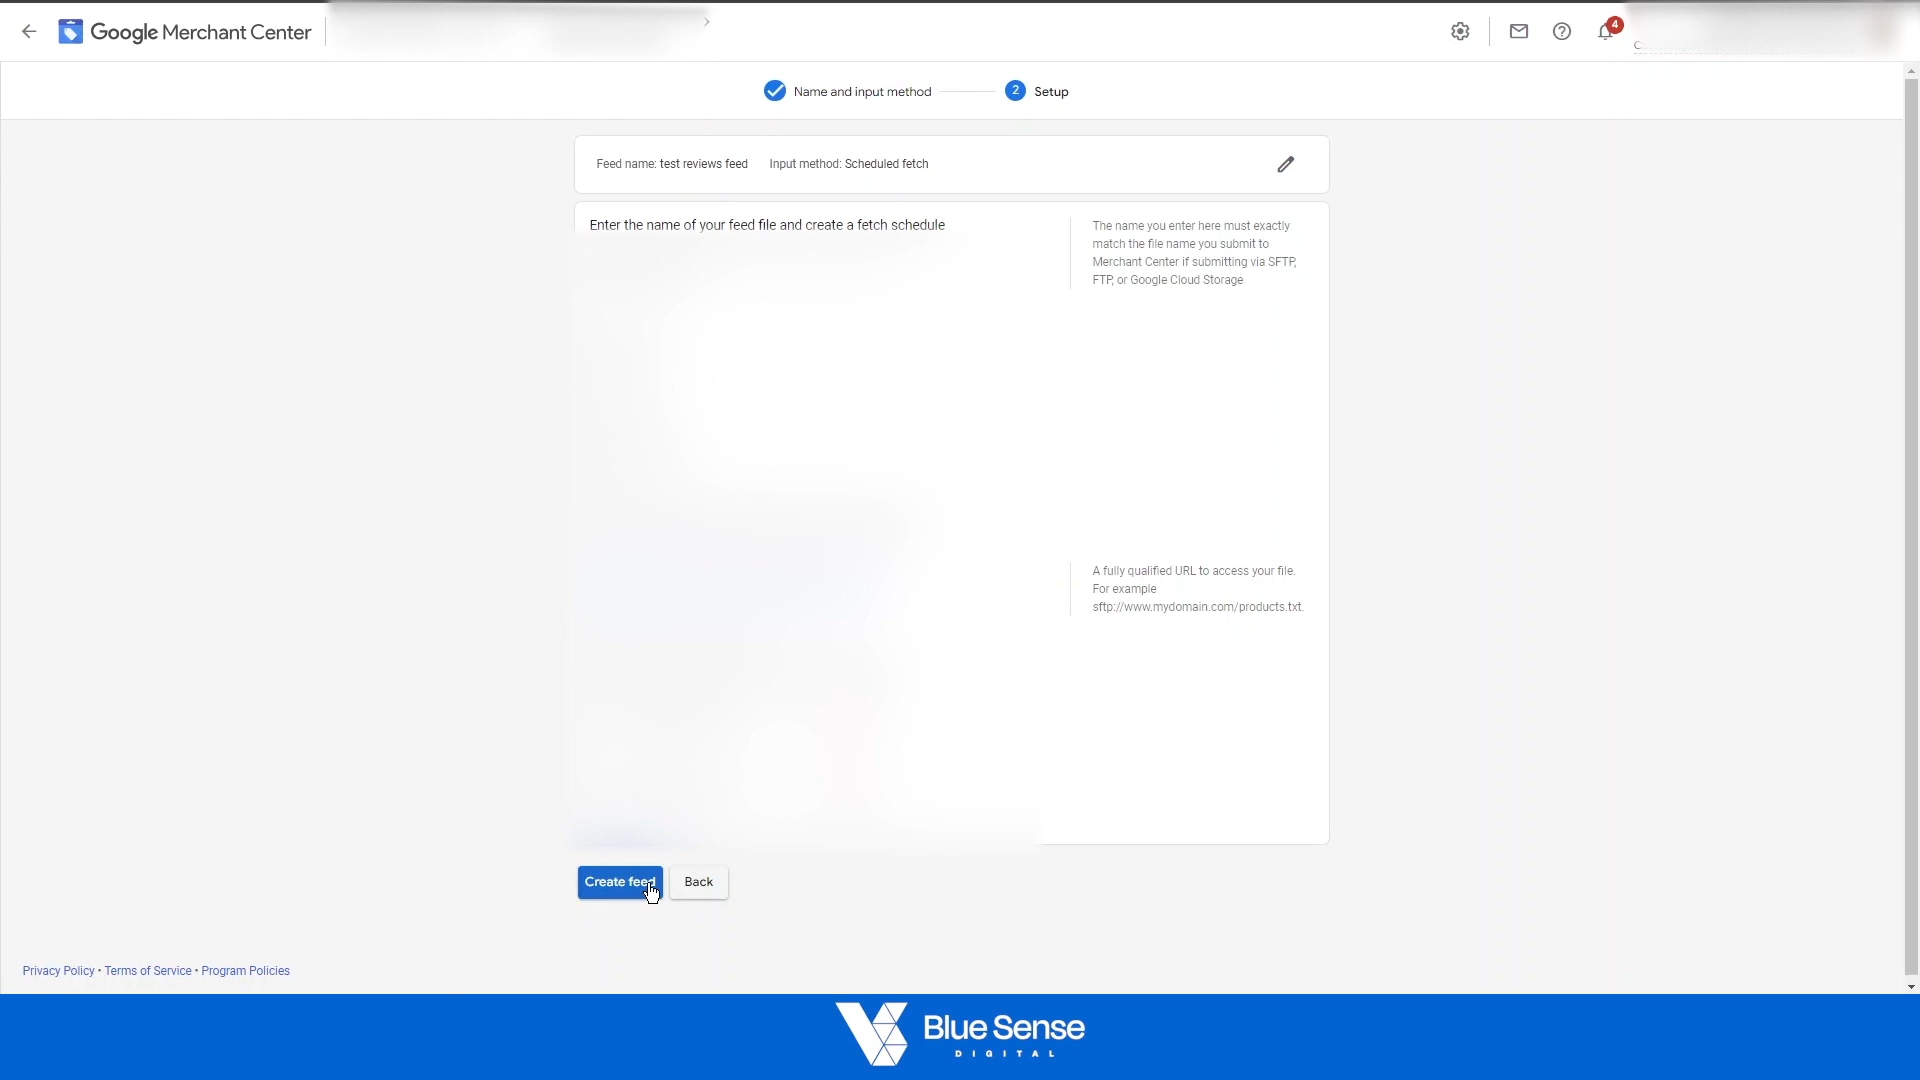 Google Merchant Center
4
Name and input method
2
Setup
Feed name: test reviews feed Input method: Scheduled fetch
Enter the name of your feed file and create a fetch schedule
The name you enter here must exactly
match the file name you submit to
Merchant Center if submitting via SFTP,
FTP, or Google Cloud Storage
A fully qualified URL to access your file.
For example
sftp://www.mydomain.com/products.txt.
Create feed
Back
Privacy Policy • Terms of Service • Program Policies
Blue Sense
DIGITAL